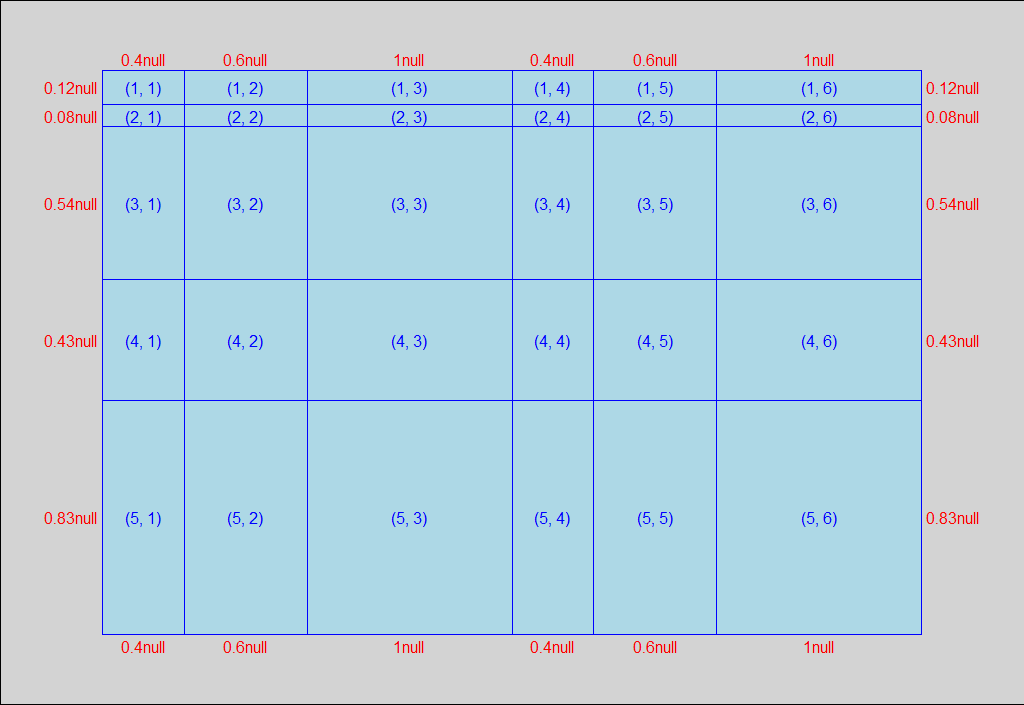 0.4null 0.6null 1null 0.4null 0.6null 1null
0.12null (1, 1) (1, 2) (1, 3) (1, 4) (1, 5) (1, 6) 0.12null
0.08null (2, 1) (2, 2) (2, 3) (2, 4) (2, 5) (2, 6) 0.08null
0.54null (3, 1) (3, 2) (3, 3) (3, 4) (3, 5) (3, 6) 0.54null
0.43null (4, 1) (4, 2) (4, 3) (4, 4) (4, 5) (4, 6) 0.43null
0.83null (5, 1) (5, 2) (5, 3) (5, 4) (5, 5) (5, 6) 0.83null
0.4null 0.6null 1null 0.4null 0.6null 1null